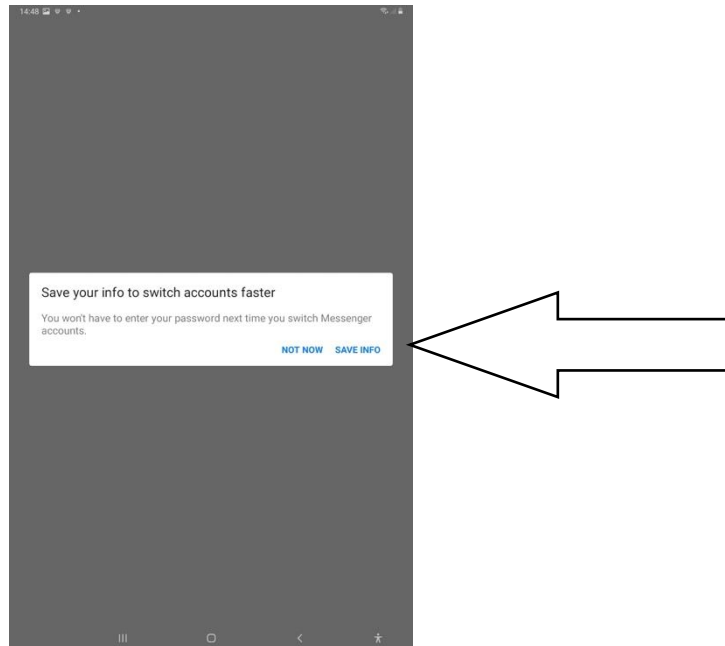 14:48
Save your info to switch accounts faster
You won't have to enter your password next time you switch Messenger
accounts.
NOT NOW SAVE INFO